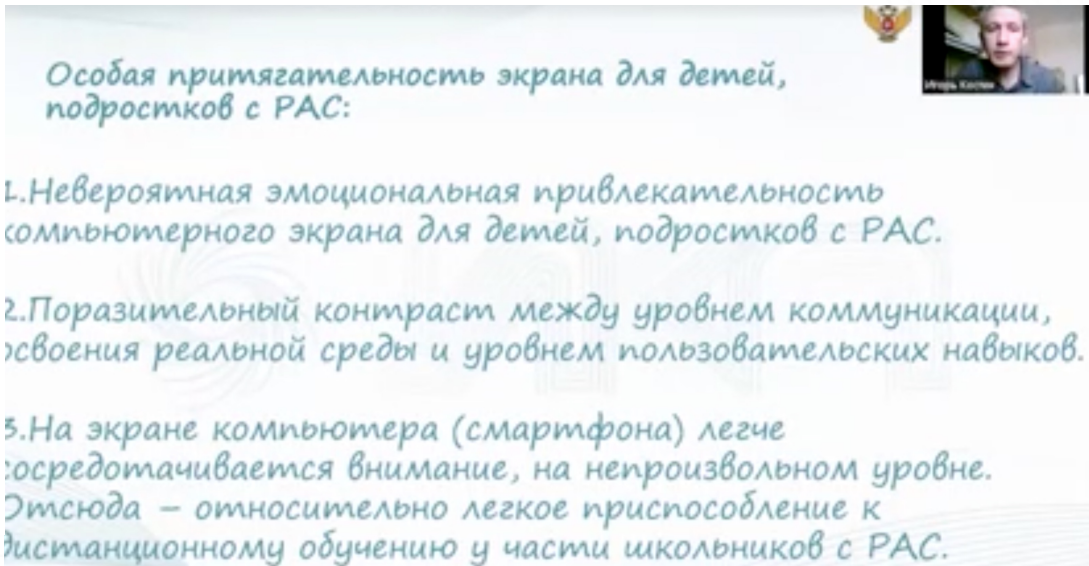 Особая притягательность экрана для детей,
подростков с РАС:
1.Невероятная эмоциональная привлекательность
компьютерного экрана для детей, подростков с РАС.
2.Поразительный контраст между уровнем коммуникации,
освоения реальной среды и уровнем пользовательских навыков.
3.На экране компьютера (смартфона) легче
сосредотачивается внимание, на непроизвольном уровне.
Отсюда – относительно легкое приспособление к
дистанционному обучению у части школьников с РАС.
Игорь